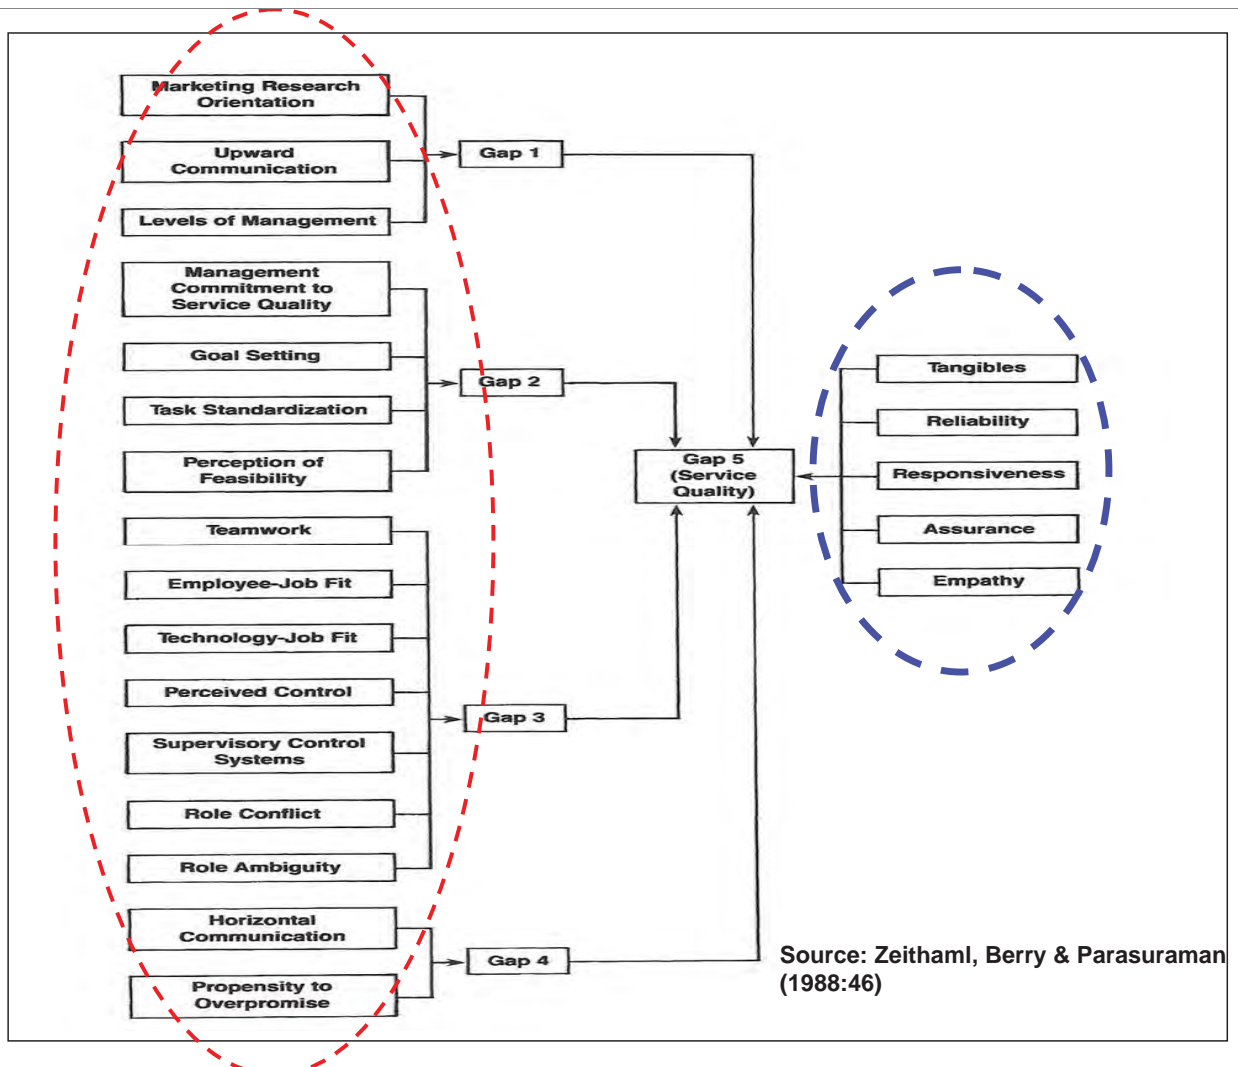 Marketing Research
Orientation
Upward
Communication
Levels of Management
Gap 1
Management
Commitment to
Service Quality
Goal Setting
Task Standardization
Perception of
Feasibility
Gap 2
Teamwork
Employee-Job Fit
Technology-Job Fit
Perceived Control
Supervisory Control
Systems
Role Conflict
Role Ambiguity
Gap 3
Horizontal
Communication
Propensity to
Overpromise
Gap 4
Gap 5
(Service
Quality)
Tangibles
Reliability
Responsiveness
Assurance
Empathy
Source: Zeithaml, Berry & Parasuraman
(1988:46)